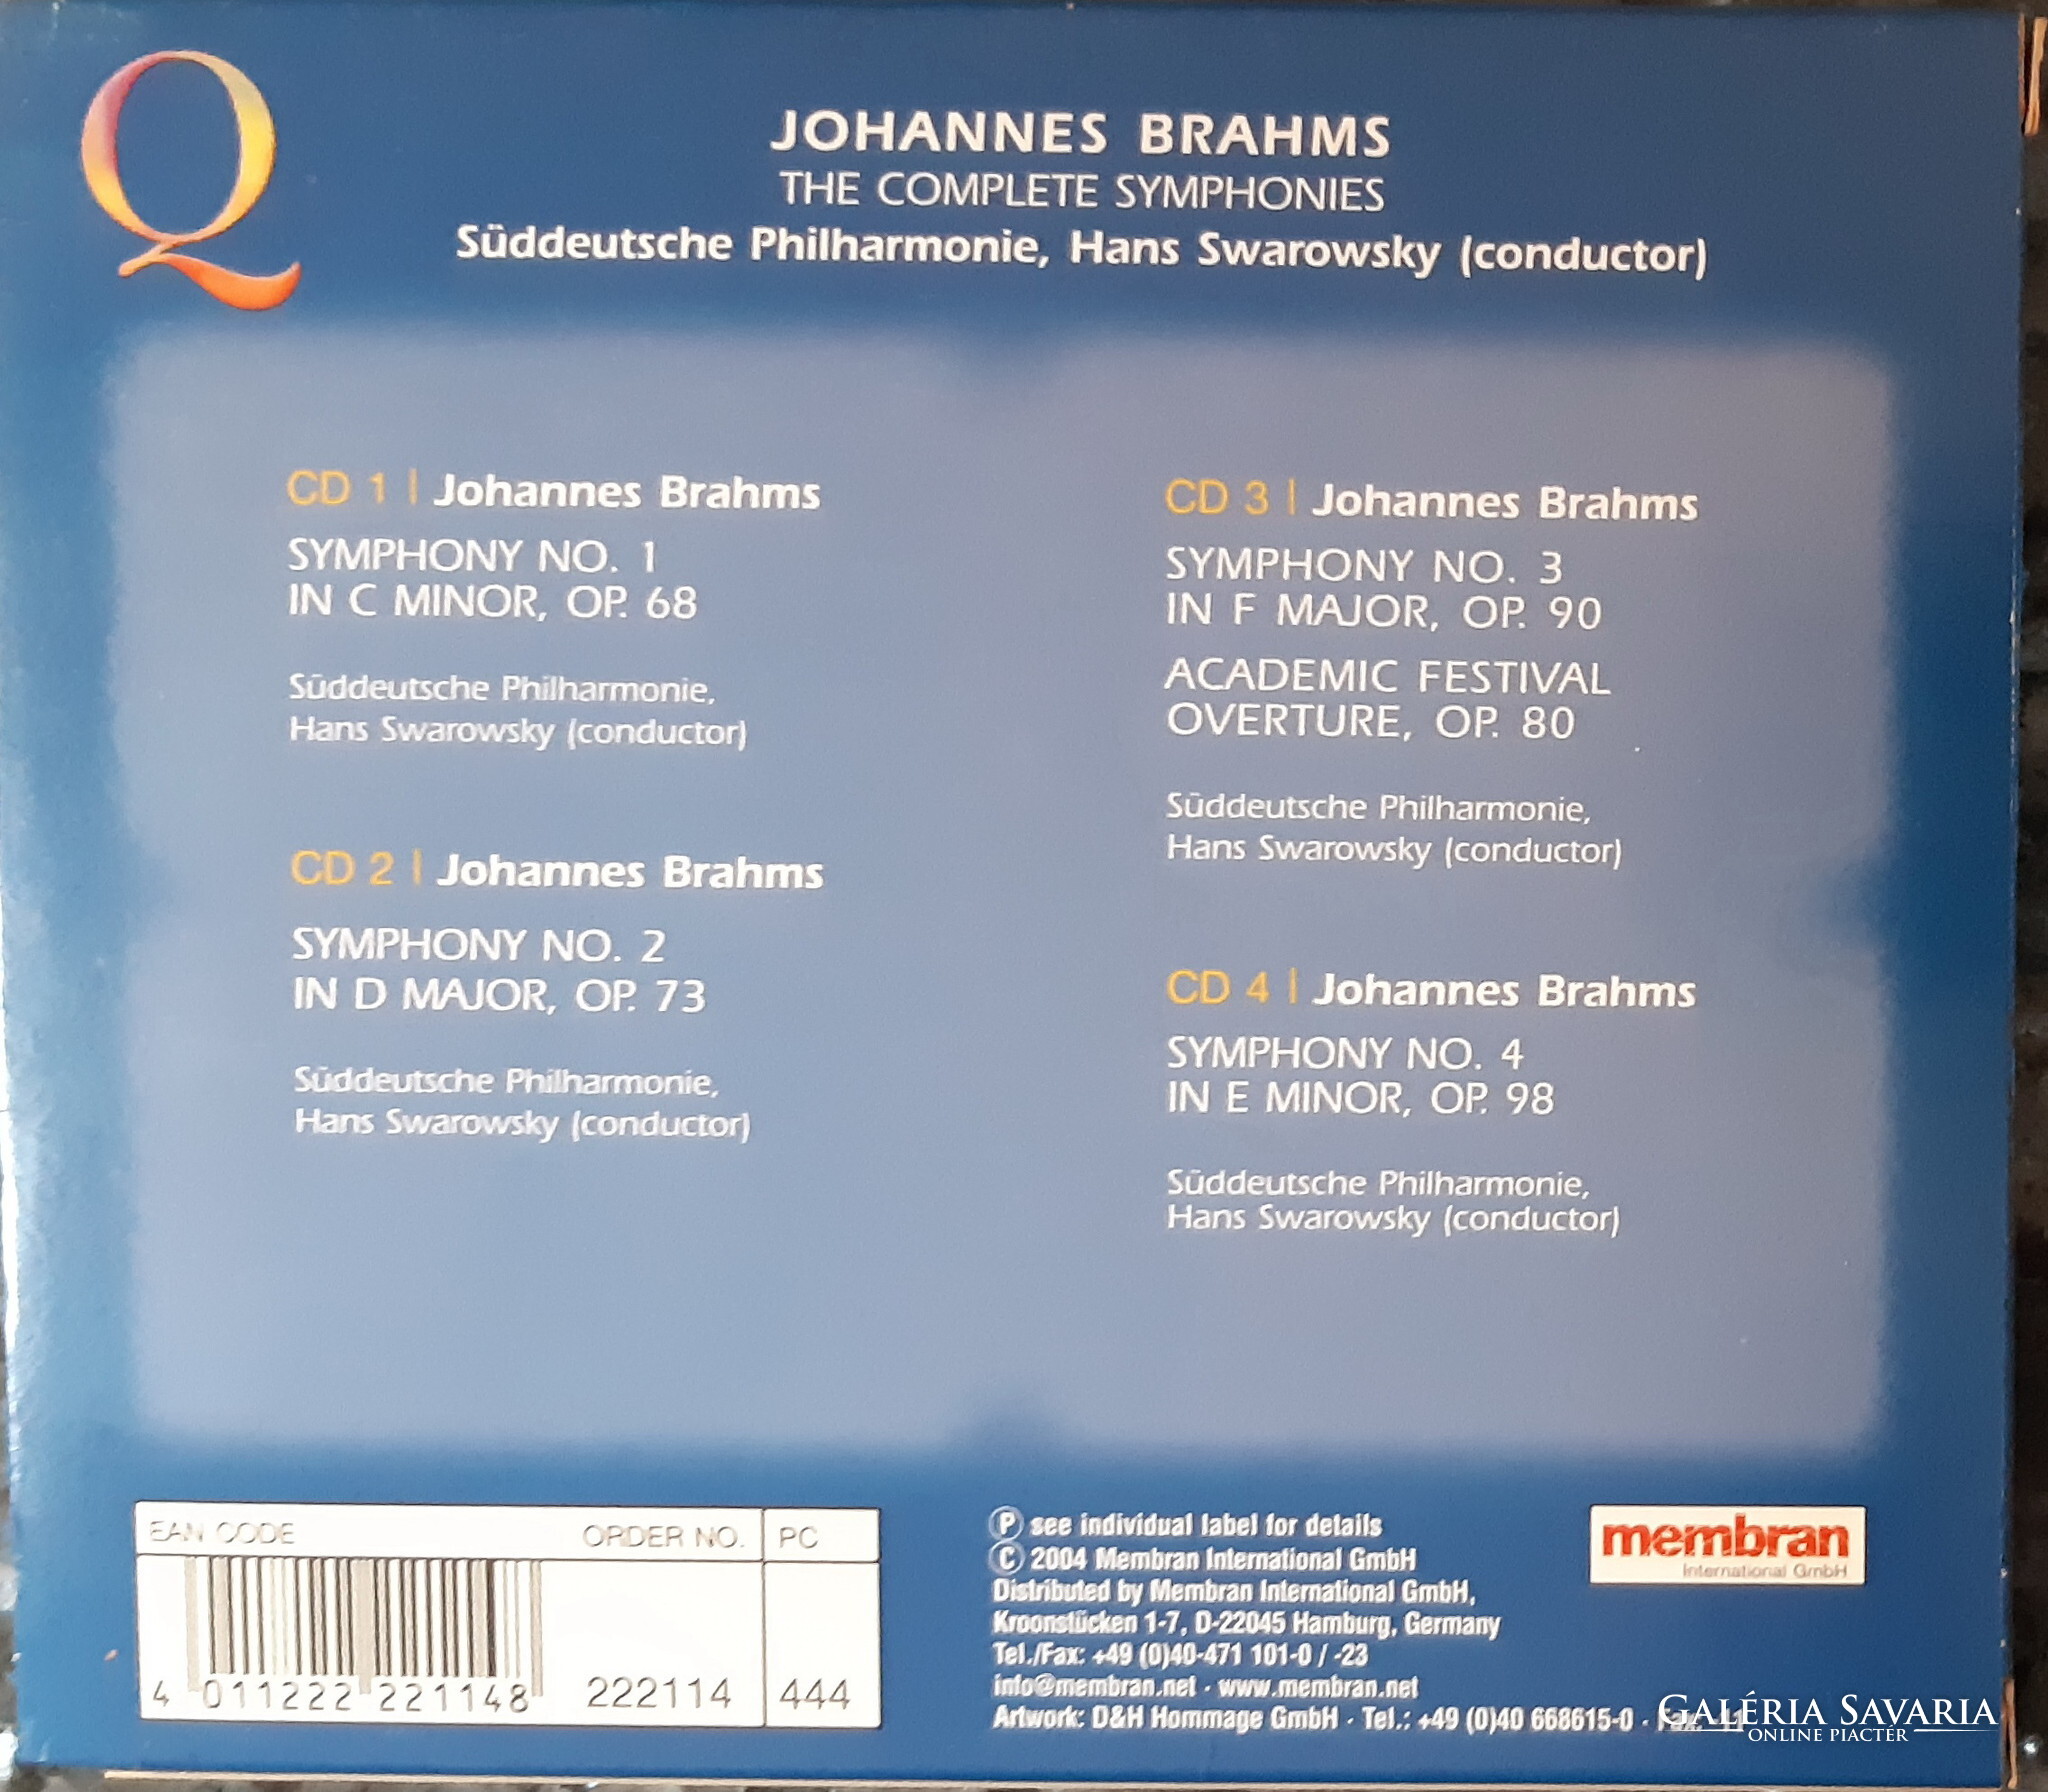 Q
JOHANNES BRAHMS
THE COMPLETE SYMPHONIES
Süddeutsche Philharmonie, Hans Swarowsky (conductor)
CD 1 | Johannes Brahms
SYMPHONY NO. 1
IN C MINOR, OP. 68
Süddeutsche Philharmonie,
Hans Swarowsky (conductor)
CD 2 | Johannes Brahms
SYMPHONY NO. 2
IN D MAJOR, OP. 73
Süddeutsche Philharmonie,
Hans Swarowsky (conductor)
CD 3 | Johannes Brahms
SYMPHONY NO. 3
IN F MAJOR, OP. 90
ACADEMIC FESTIVAL
OVERTURE, OP. 80
Süddeutsche Philharmonie,
Hans Swarowsky (conductor)
CD 4 | Johannes Brahms
SYMPHONY NO. 4
IN E MINOR, OP. 98
Süddeutsche Philharmonie,
Hans Swarowsky (conductor)
EAN CODE ORDER NO. PC
4 011222 221148 222114 444
Ⓟ see individual label for details
Ⓒ 2004 Membran International GmbH
Distributed by Membran International GmbH,
Kroonstücken 1-7, D-22045 Hamburg, Germany
Tel./Fax: +49 (0)40-471 101-0 / -23
info@membran.net · www.membran.net
Artwork: D&H Hommage GmbH · Tel.: +49 (0)40 668615-0 ·
membran
International GmbH
GALÉRIA SAVARIA
ONLINE PIACTÉR